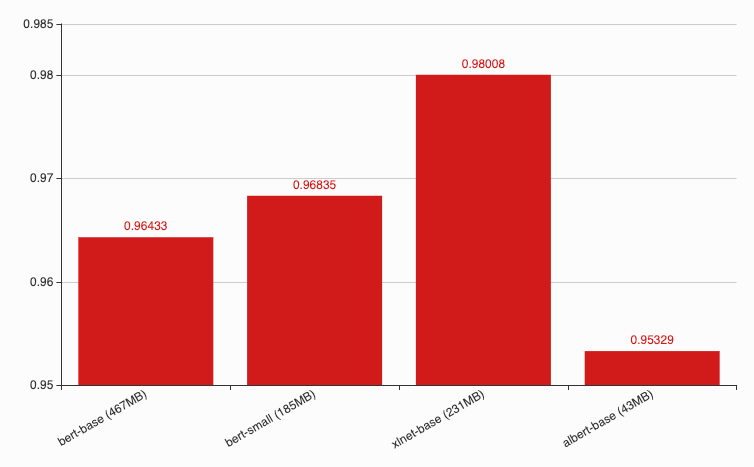 0.985
0.98
0.97
0.96
0.95
0.96433
0.96835
0.98008
0.95329
bert-base (467MB)
bert-small (185MB)
xlnet-base (231MB)
albert-base (43MB)